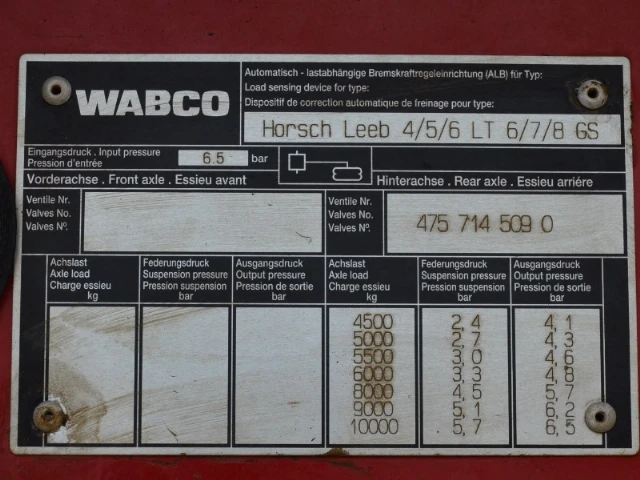 WABCO
Automatisch - lastabhängige Bremskraftregeleinrichtung (ALB) für Typ:
Load sensing device for type:
Dispositif de correction automatique de freinage pour type:
Horsch Leeb 4/5/6 LT 6/7/8 GS
Eingangsdruck . Input pressure
Pression d'entrée
6.5 bar
Vorderachse . Front axle . Essieu avant
Hinterachse . Rear axle . Essieu arriére
Ventile Nr.
Valves No.
Valves Nº.
Ventile Nr.
Valves No.
Valves Nº.
475 714 509 0
Achslast
Axle load
Charge essieu
kg
Federungsdruck
Suspension pressure
Pression suspension
bar
Ausgangsdruck
Output pressure
Pression de sortie
bar
Achslast
Axle load
Charge essieu
kg
Federungsdruck
Suspension pressure
Pression suspension
bar
Ausgangsdruck
Output pressure
Pression de sortie
bar
4500 2,4 4,1
5000 2,7 4,3
5500 3,0 4,6
6000 3,3 4,8
8000 4,5 5,7
9000 5,1 6,2
10000 5,7 6,5